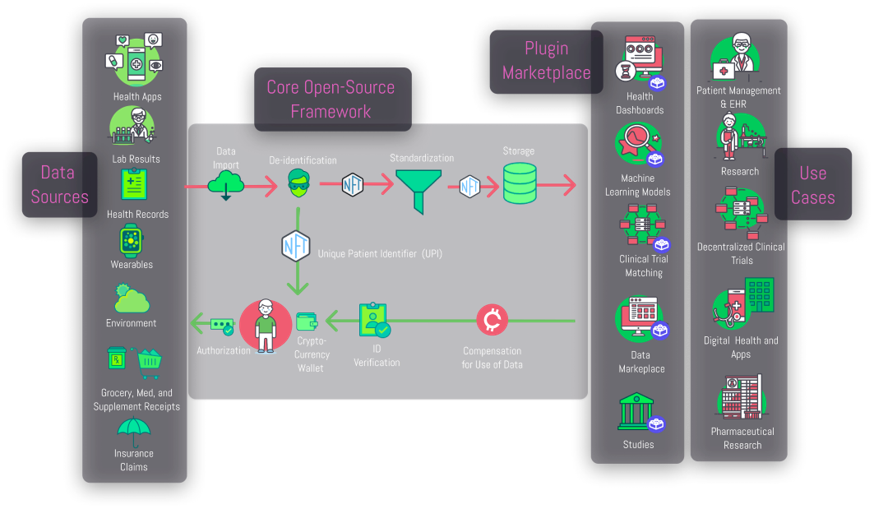 Data
Sources
Health Apps
Lab Results
Health Records
Wearables
Environment
Grocery, Med, and
Supplement Receipts
Insurance
Claims
Core Open-Source
Framework
Data
Import
De-identification
NFT
Standardization
NFT
Storage
NFT
Unique Patient Identifier (UPI)
Authorization
Crypto-
Currency
Wallet
ID
Verification
Compensation
for Use of Data
Plugin
Marketplace
Health
Dashboards
Machine
Learning Models
Clinical Trial
Matching
Data
Markeplace
Studies
Use
Cases
Patient Management
& EHR
Research
Decentralized Clinical
Trials
Digital Health and
Apps
Pharmaceutical
Research